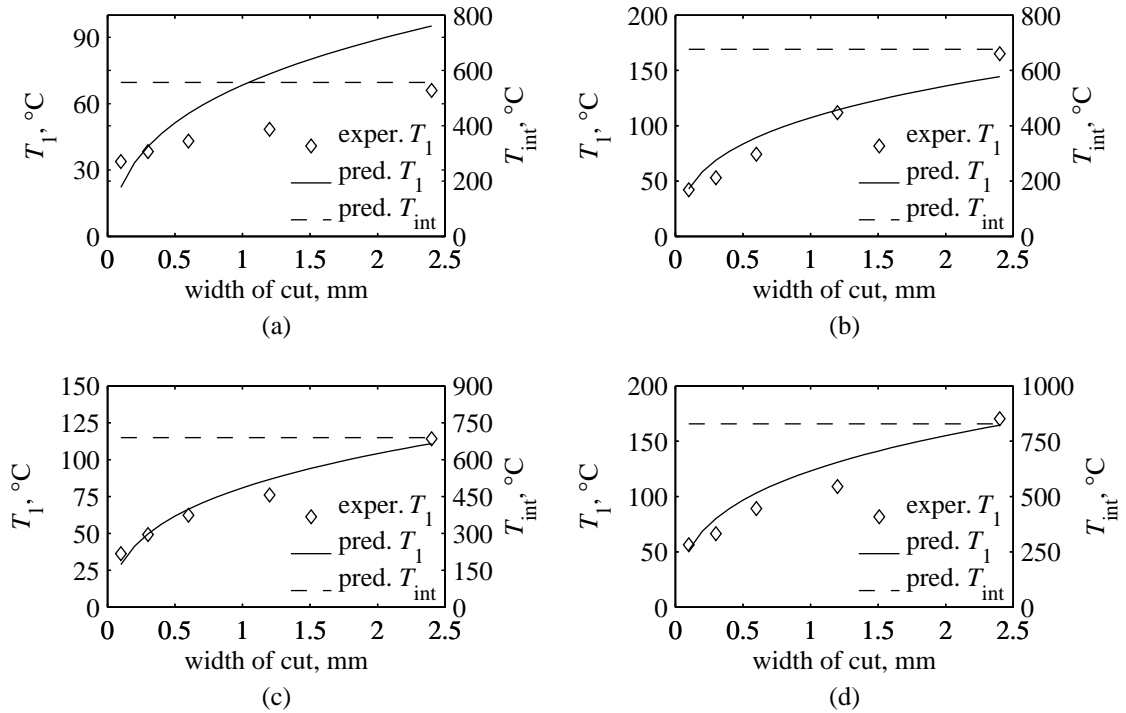 90
60
30
0
T1, °C
800
600
400
200
0
Tint, °C
exper. T1
pred. T1
pred. Tint
0 0.5 1 1.5 2 2.5
width of cut, mm
(a)
200
150
100
50
0
T1, °C
800
600
400
200
0
Tint, °C
exper. T1
pred. T1
pred. Tint
0 0.5 1 1.5 2 2.5
width of cut, mm
(b)
150
125
100
75
50
25
0
T1, °C
900
750
600
450
300
150
0
Tint, °C
exper. T1
pred. T1
pred. Tint
0 0.5 1 1.5 2 2.5
width of cut, mm
(c)
200
150
100
50
0
T1, °C
1000
750
500
250
0
Tint, °C
exper. T1
pred. T1
pred. Tint
0 0.5 1 1.5 2 2.5
width of cut, mm
(d)